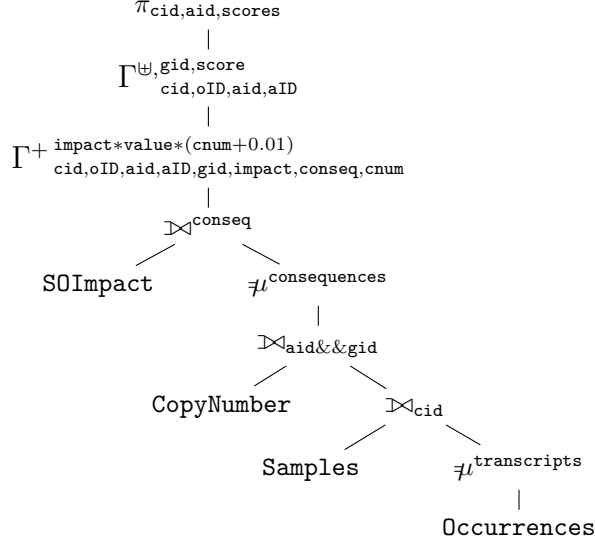 π cid,aid,scores
Γ ⊎, gid,score cid,oID,aid,aID
Γ + impact*value*(cnum+0.01) cid,oID,aid,aID,gid,impact,conseq,cnum
⟕ conseq
SOImpact
μ consequences
⟕ aid&&gid
CopyNumber
⟕ cid
Samples
μ transcripts
Occurrences